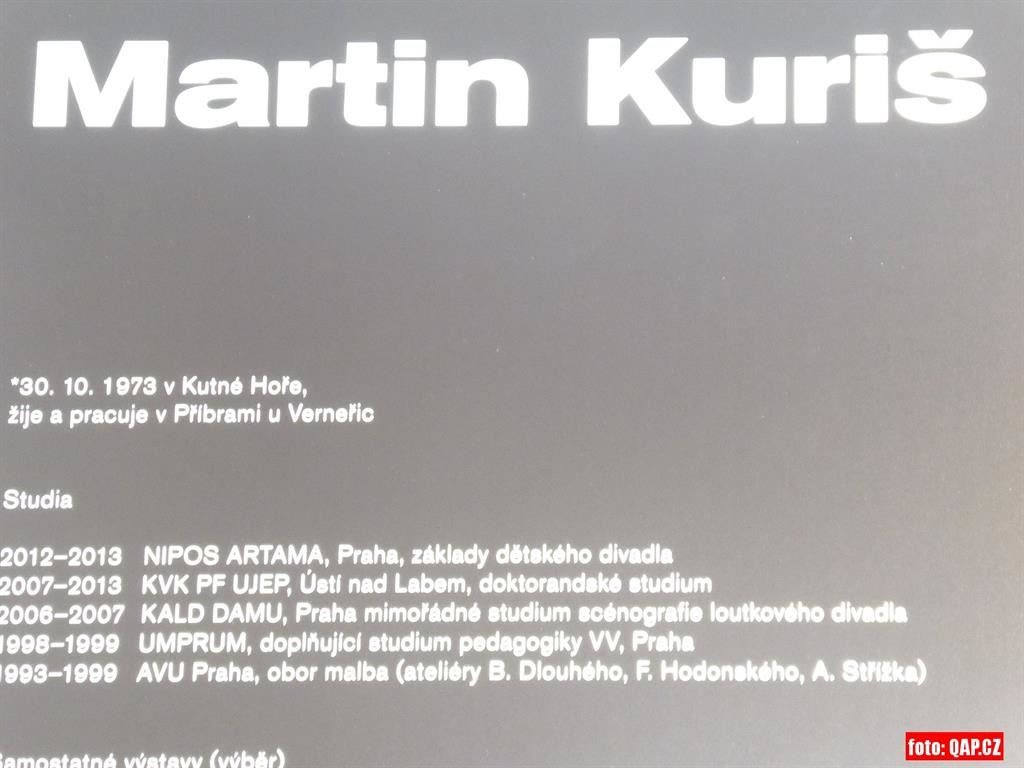 Martin Kuriš
*30. 10. 1973 v Kutné Hoře,
žije a pracuje v Příbrami u Verneřic
Studia
2012–2013 NIPOS ARTAMA, Praha, základy dětského divadla
2007–2013 KVK PF UJEP, Ústí nad Labem, doktorandské studium
2006–2007 KALD DAMU, Praha mimořádné studium scénografie loutkového divadla
1998–1999 UMPRUM, doplňující studium pedagogiky VV, Praha
1993–1999 AVU Praha, obor malba (ateliéry B. Dlouhého, F. Hodonského, A. Střížka)
Samostatné výstavy (výběr)
foto: QAP.CZ